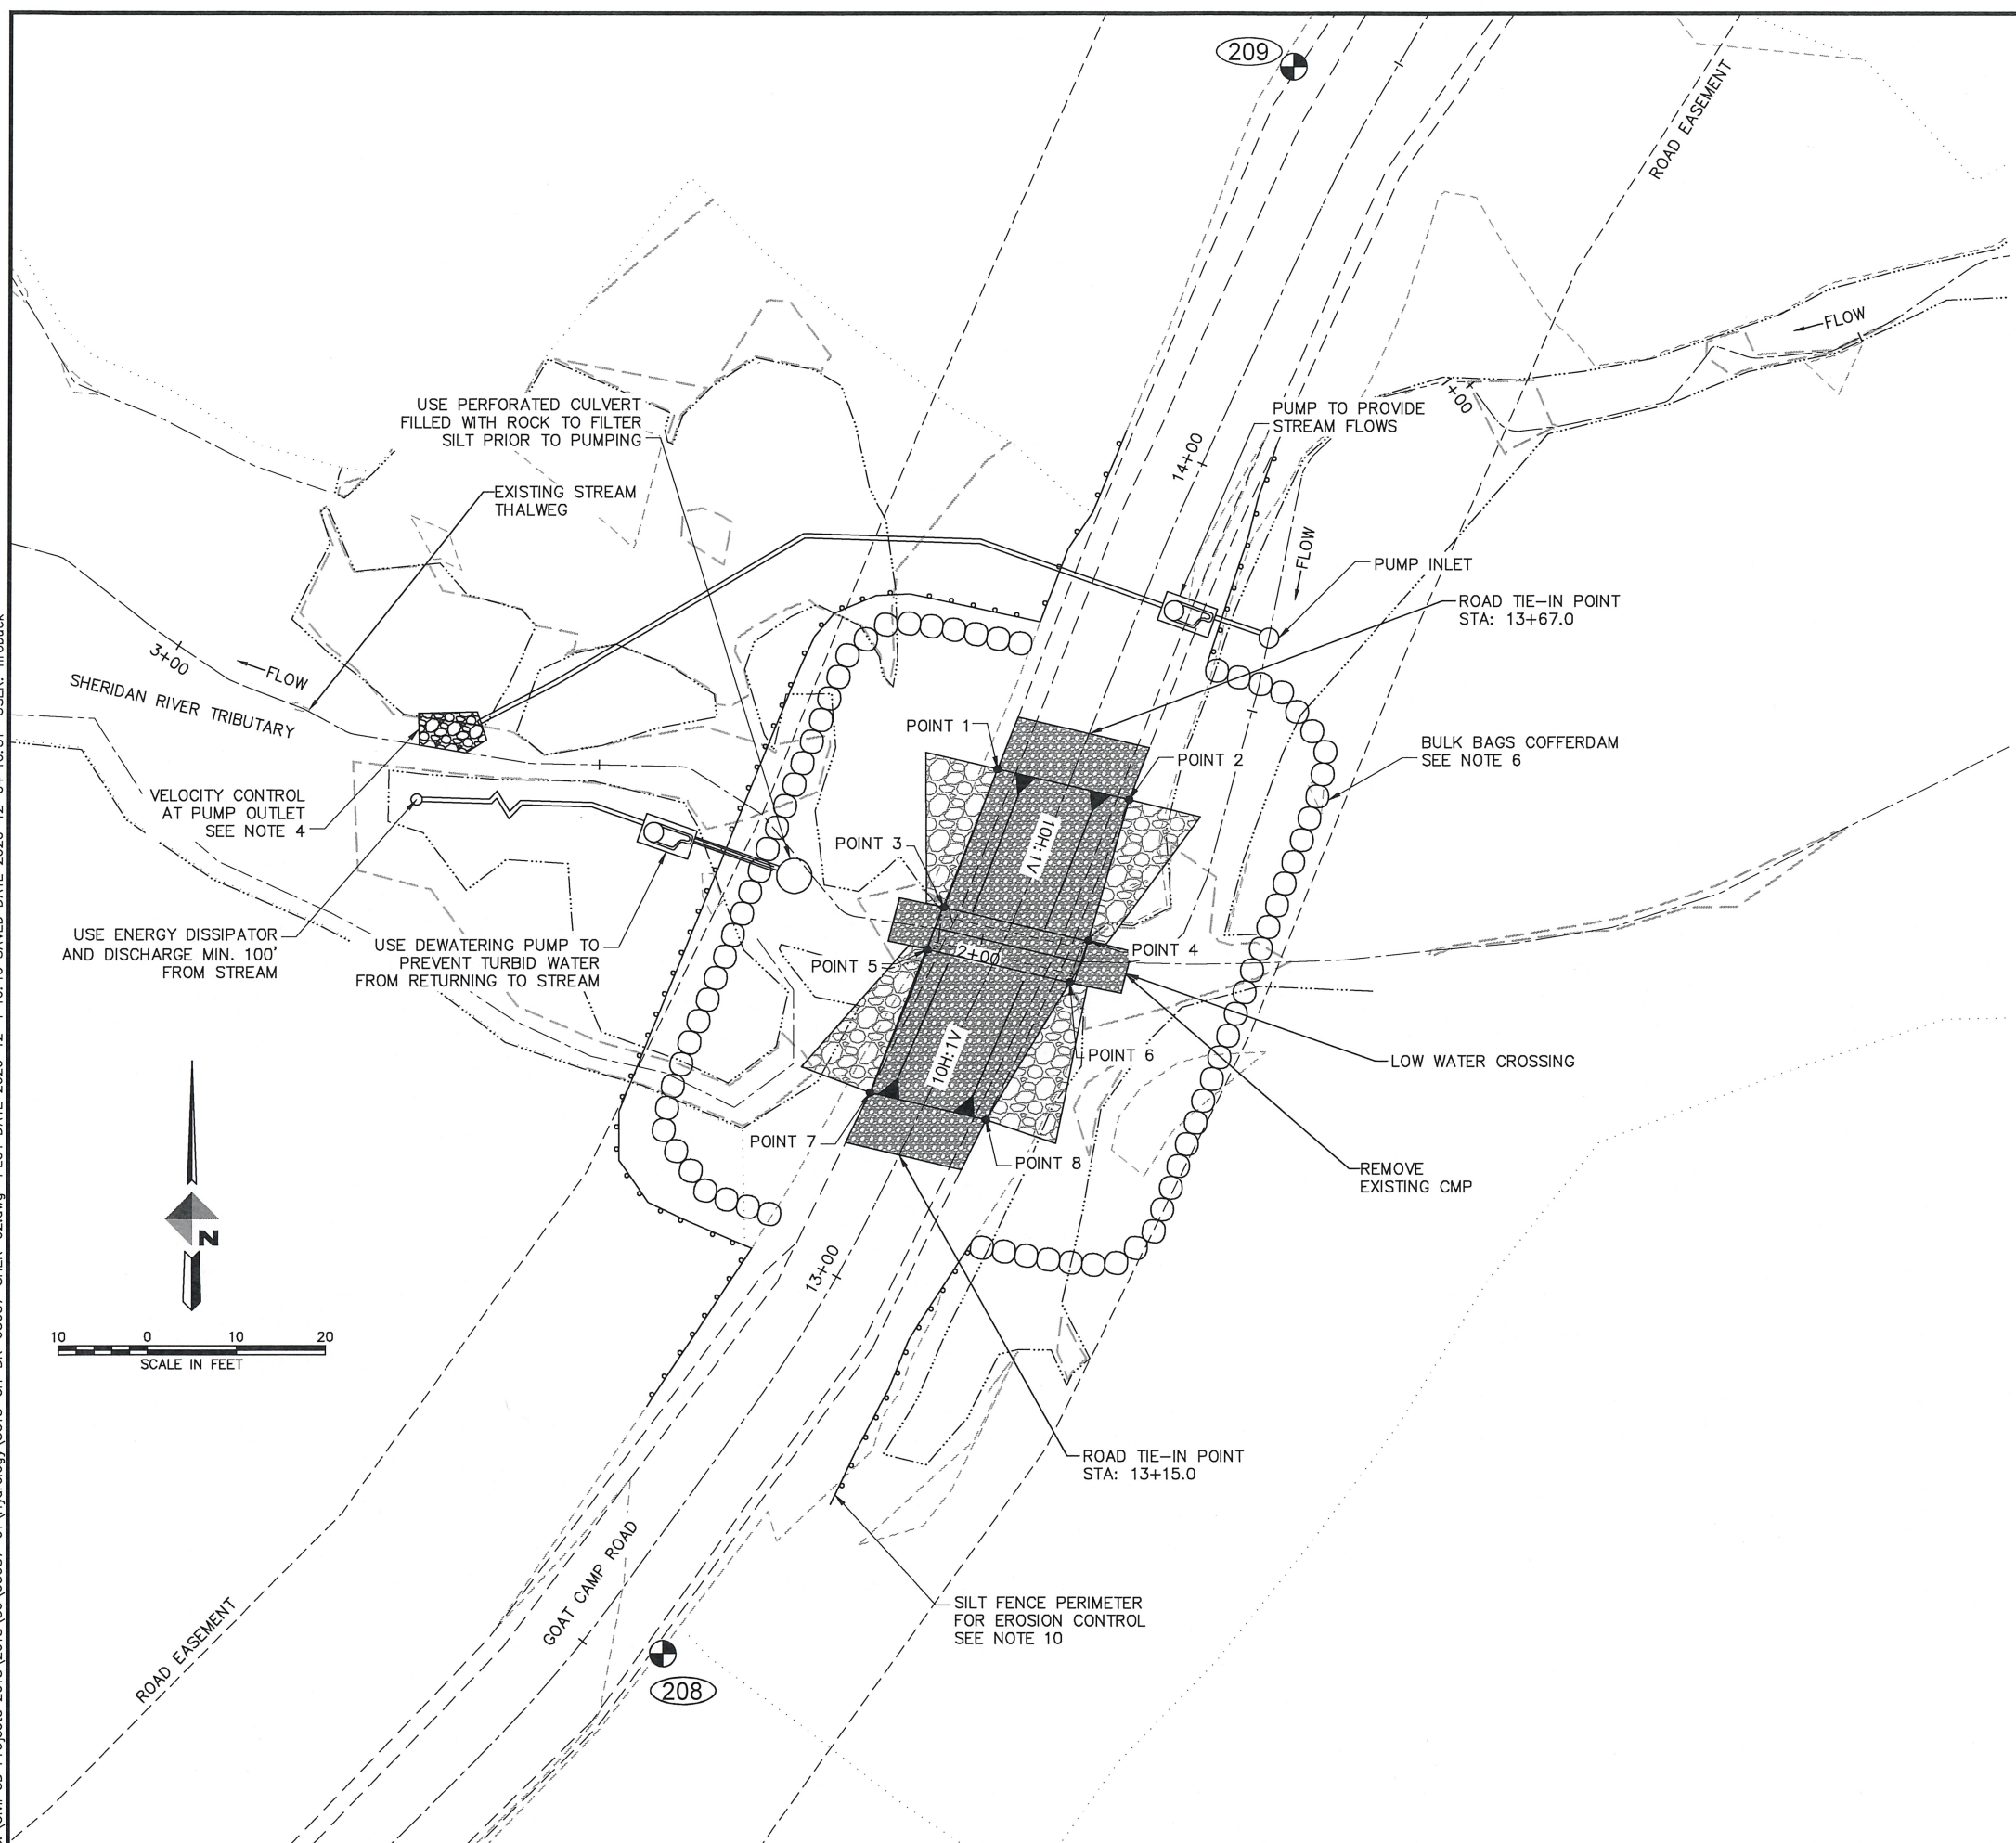 209
ROAD EASEMENT
FLOW
USE PERFORATED CULVERT
FILLED WITH ROCK TO FILTER
SILT PRIOR TO PUMPING
PUMP TO PROVIDE
STREAM FLOWS
1+00
14+00
EXISTING STREAM
THALWEG
FLOW
PUMP INLET
ROAD TIE-IN POINT
STA: 13+67.0
3+00
FLOW
SHERIDAN RIVER TRIBUTARY
POINT 1
POINT 2
BULK BAGS COFFERDAM
SEE NOTE 6
VELOCITY CONTROL
AT PUMP OUTLET
SEE NOTE 4
POINT 3
10H:1V
USE ENERGY DISSIPATOR
AND DISCHARGE MIN. 100'
FROM STREAM
USE DEWATERING PUMP TO
PREVENT TURBID WATER
FROM RETURNING TO STREAM
POINT 4
POINT 5
2+00
10H:1V
POINT 6
LOW WATER CROSSING
POINT 7
POINT 8
REMOVE
EXISTING CMP
N
13+00
10 0 10 20
SCALE IN FEET
ROAD TIE-IN POINT
STA: 13+15.0
GOAT CAMP ROAD
SILT FENCE PERIMETER
FOR EROSION CONTROL
SEE NOTE 10
ROAD EASEMENT
208